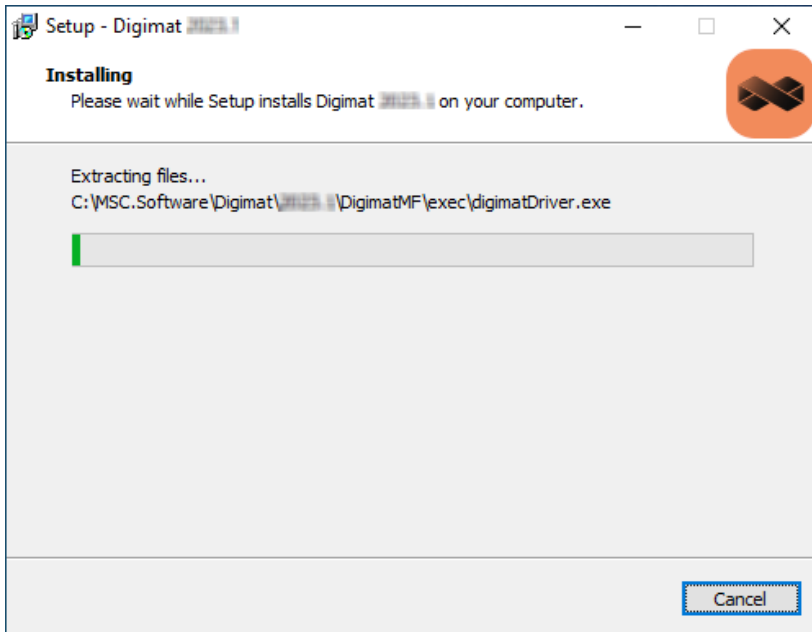 Setup - Digimat
Installing
Please wait while Setup installs Digimat on your computer.
Extracting files...
C:\MSC.Software\Digimat\ \DigimatMF\exec\digimatDriver.exe
Cancel